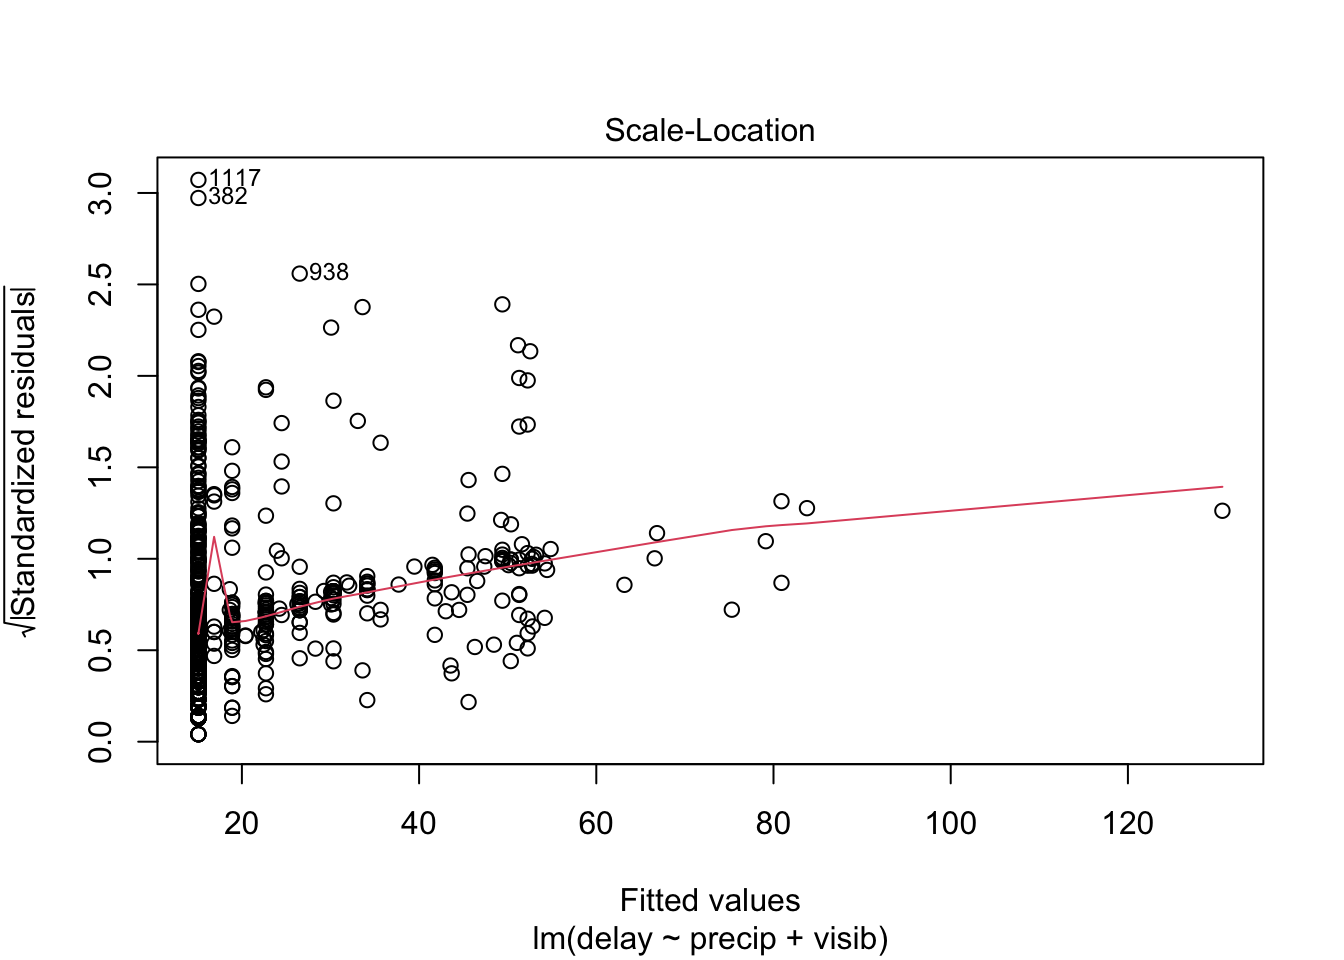 Scale-Location
√|Standardized residuals|
3.0
2.5
2.0
1.5
1.0
0.5
0.0
1117
382
938
20 40 60 80 100 120
Fitted values
lm(delay ~ precip + visib)